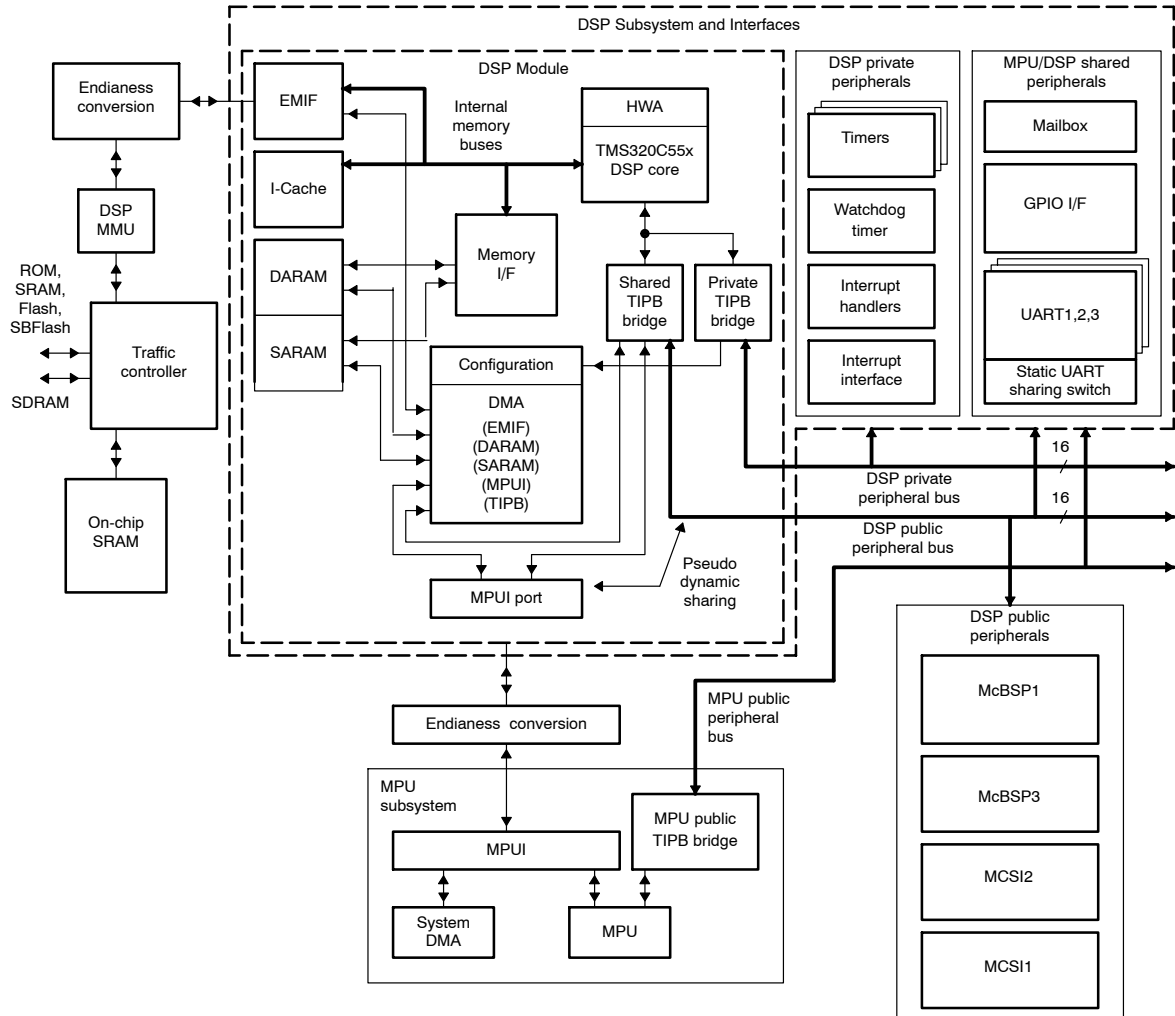 DSP Subsystem and Interfaces
DSP Module
Endianess
conversion
EMIF
Internal
memory
buses
HWA
TMS320C55x
DSP core
I-Cache
DSP
MMU
DARAM
SARAM
Memory
I/F
Shared
TIPB
bridge
Private
TIPB
bridge
ROM,
SRAM,
Flash,
SBFlash
SDRAM
Traffic
controller
On-chip
SRAM
Configuration
DMA
(EMIF)
(DARAM)
(SARAM)
(MPUI)
(TIPB)
MPUI port
Pseudo
dynamic
sharing
DSP private
peripherals
Timers
Watchdog
timer
Interrupt
handlers
Interrupt
interface
MPU/DSP shared
peripherals
Mailbox
GPIO I/F
UART1,2,3
Static UART
sharing switch
16
DSP private
peripheral bus
16
DSP public
peripheral bus
MPU public
peripheral
bus
Endianess conversion
MPU
subsystem
MPUI
MPU public
TIPB bridge
System
DMA
MPU
DSP public
peripherals
McBSP1
McBSP3
MCSI2
MCSI1